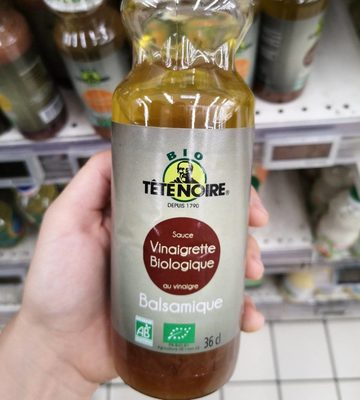 BIO
TÊTE NOIRE®
DEPUIS 1790
Sauce
Vinaigrette
Biologique
au vinaigre
Balsamique
AB
36 cl